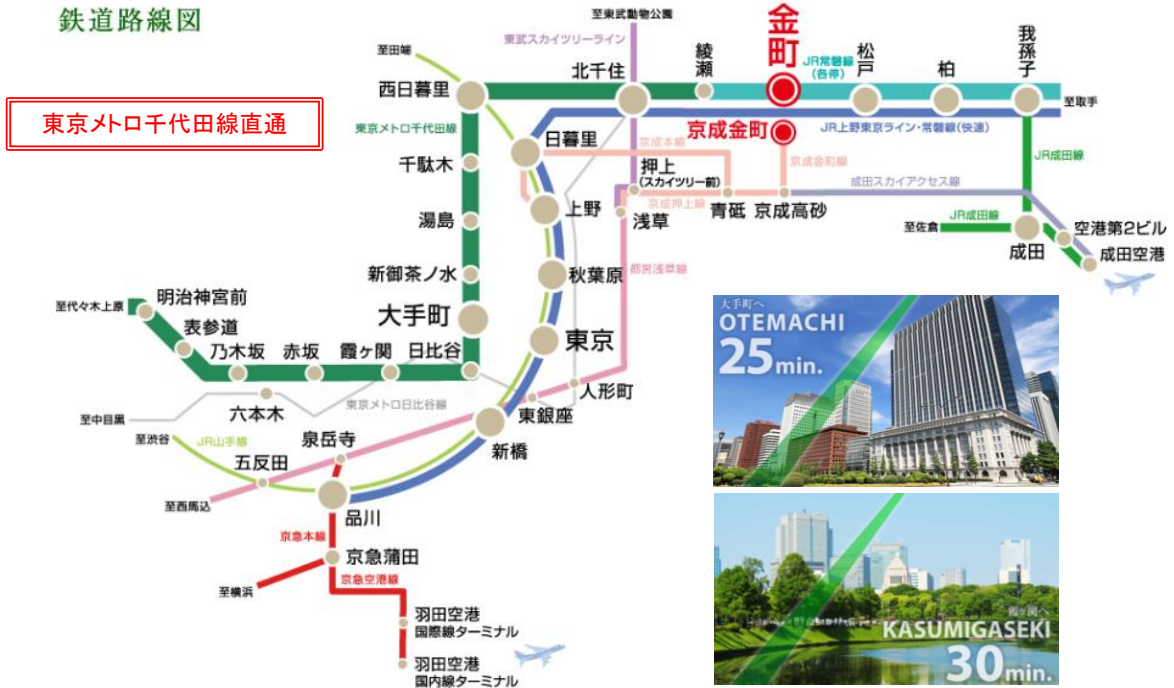 鉄道路線図
東京メトロ千代田線直通
至東武動物公園
東武スカイツリーライン
至田端
西日暮里
北千住
綾瀬
金町
JR常磐線
(各停)
松戸
柏
我孫子
至取手
東京メトロ千代田線
日暮里
京成金町
JR上野東京ライン・常磐線(快速)
京成本線
京成金町線
JR成田線
千駄木
押上
(スカイツリー前)
成田スカイアクセス線
上野
浅草
京成押上線
青砥
京成高砂
湯島
至佐倉
JR成田線
成田
空港第2ビル
成田空港
新御茶ノ水
秋葉原
都営浅草線
至代々木上原
明治神宮前
表参道
乃木坂
赤坂
霞ヶ関
日比谷
大手町
東京
六本木
至中目黒
東京メトロ日比谷線
東銀座
人形町
至渋谷
JR山手線
泉岳寺
新橋
五反田
至西馬込
品川
京急本線
京急蒲田
至横浜
京急空港線
羽田空港
国際線ターミナル
羽田空港
国内線ターミナル
大手町へ
OTEMACHI
25min.
霞ヶ関へ
KASUMIGASEKI
30min.